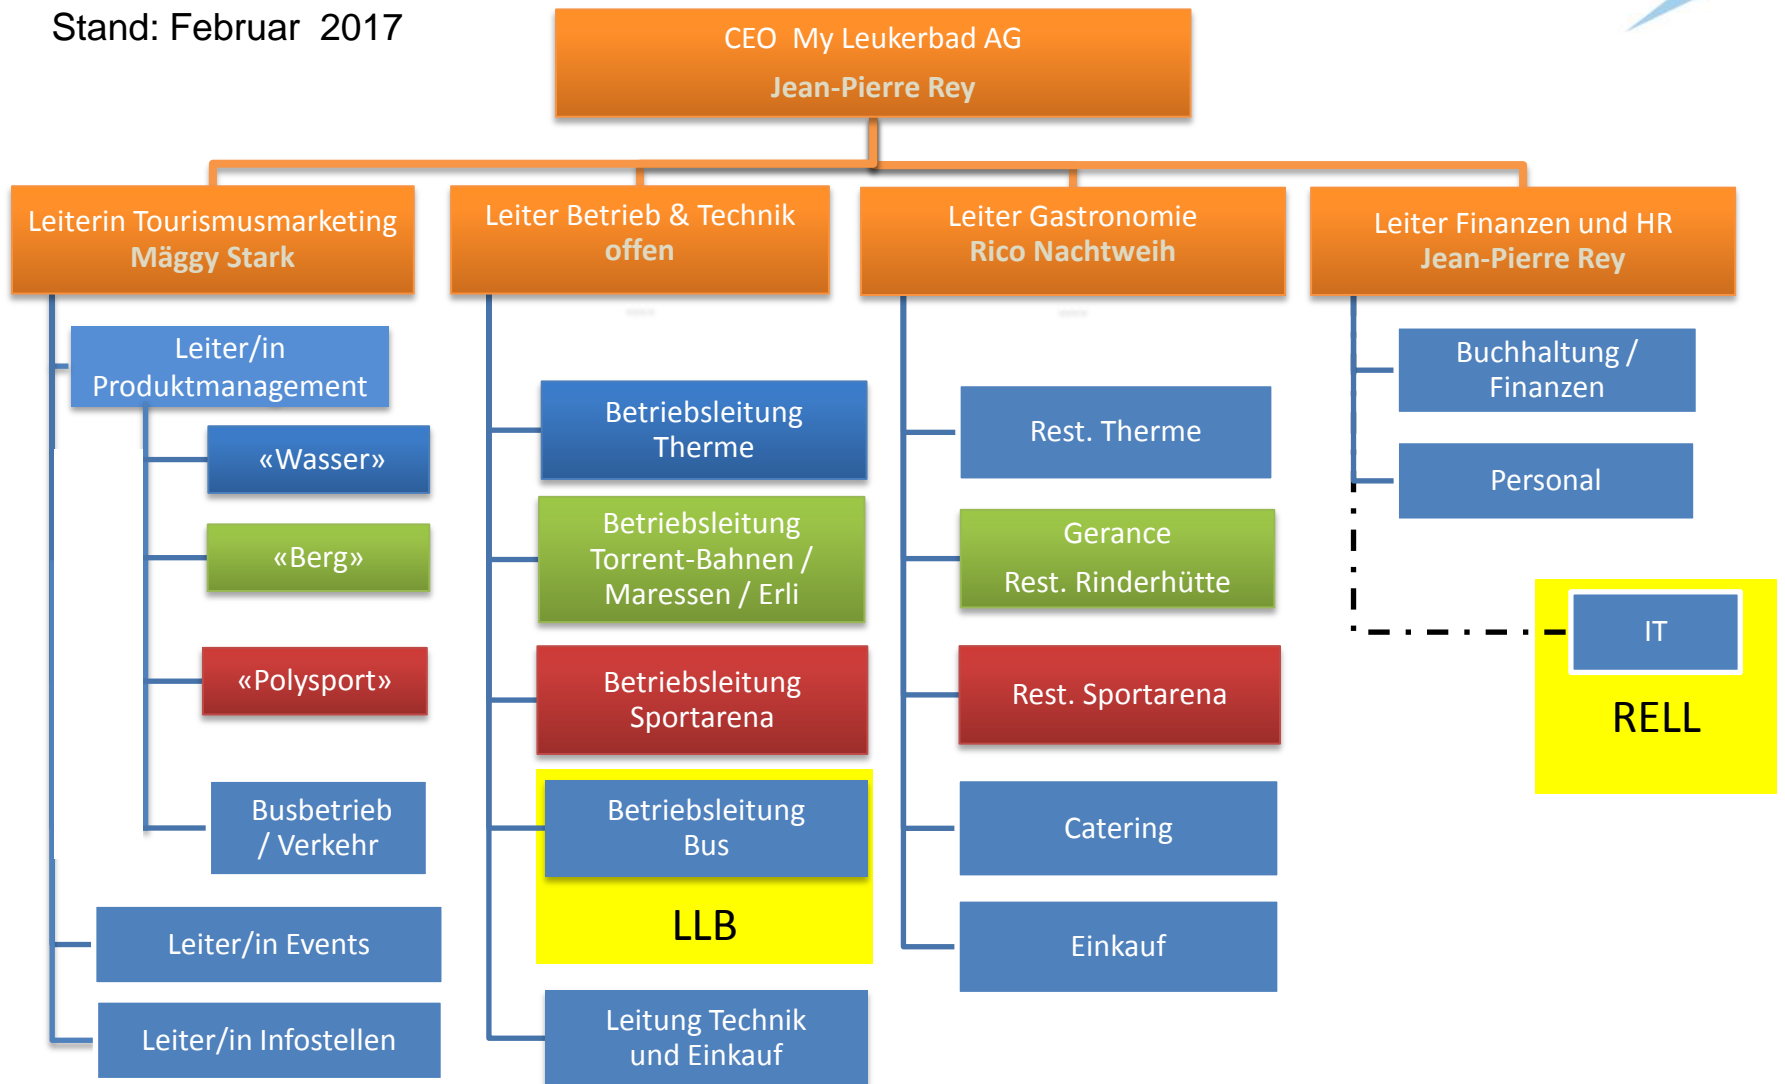 Stand: Februar  2017
CEO  My Leukerbad AG
Jean-Pierre Rey
Leiterin Tourismusmarketing
Mäggy Stark
Leiter Betrieb & Technik
offen
Leiter Gastronomie
Rico Nachtweih
Leiter Finanzen und HR
Jean-Pierre Rey
Leiter/in
Produktmanagement
«Wasser»
«Berg»
«Polysport»
Busbetrieb
/ Verkehr
Leiter/in Events
Leiter/in Infostellen
Betriebsleitung
Therme
Betriebsleitung
Torrent-Bahnen /
Maressen / Erli
Betriebsleitung
Sportarena
Betriebsleitung
Bus
LLB
Leitung Technik
und Einkauf
Rest. Therme
Gerance
Rest. Rinderhütte
Rest. Sportarena
Catering
Einkauf
Buchhaltung /
Finanzen
Personal
IT
RELL